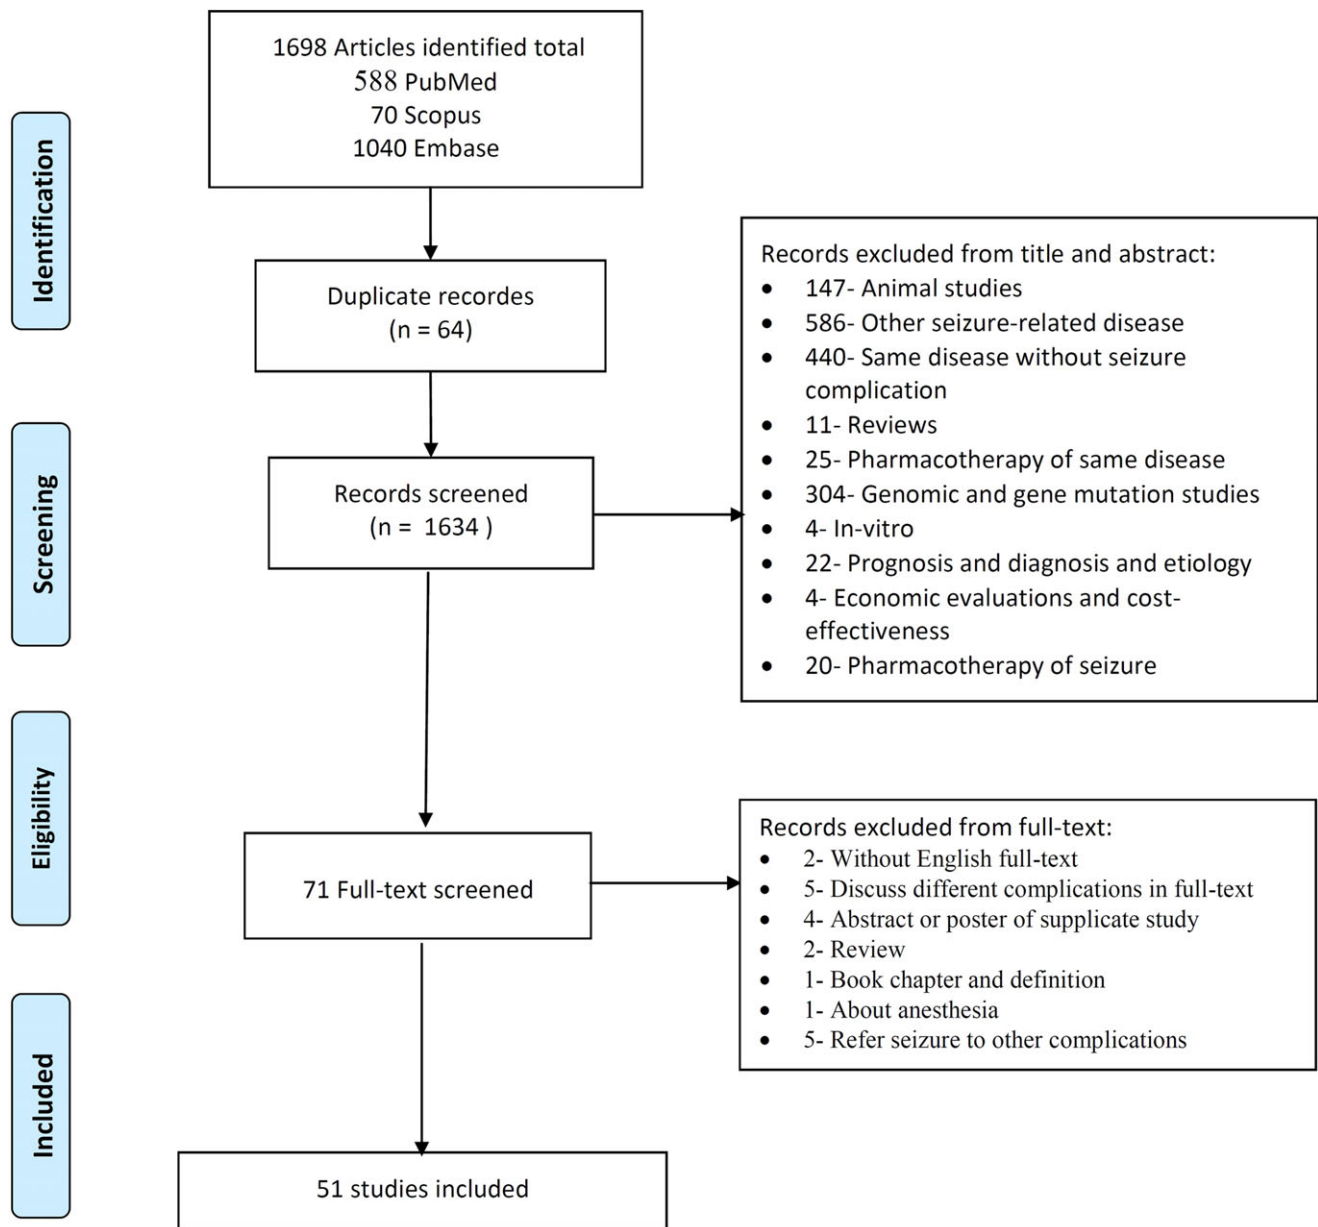 1698 Articles identified total
588 PubMed
70 Scopus
1040 Embase
Identification
Duplicate recordes
(n = 64)
Records excluded from title and abstract:
• 147- Animal studies
• 586- Other seizure-related disease
• 440- Same disease without seizure
complication
• 11- Reviews
• 25- Pharmacotherapy of same disease
• 304- Genomic and gene mutation studies
• 4- In-vitro
• 22- Prognosis and diagnosis and etiology
• 4- Economic evaluations and cost-
effectiveness
• 20- Pharmacotherapy of seizure
Screening
Records screened
(n = 1634 )
Eligibility
71 Full-text screened
Records excluded from full-text:
• 2- Without English full-text
• 5- Discuss different complications in full-text
• 4- Abstract or poster of supplicate study
• 2- Review
• 1- Book chapter and definition
• 1- About anesthesia
• 5- Refer seizure to other complications
Included
51 studies included